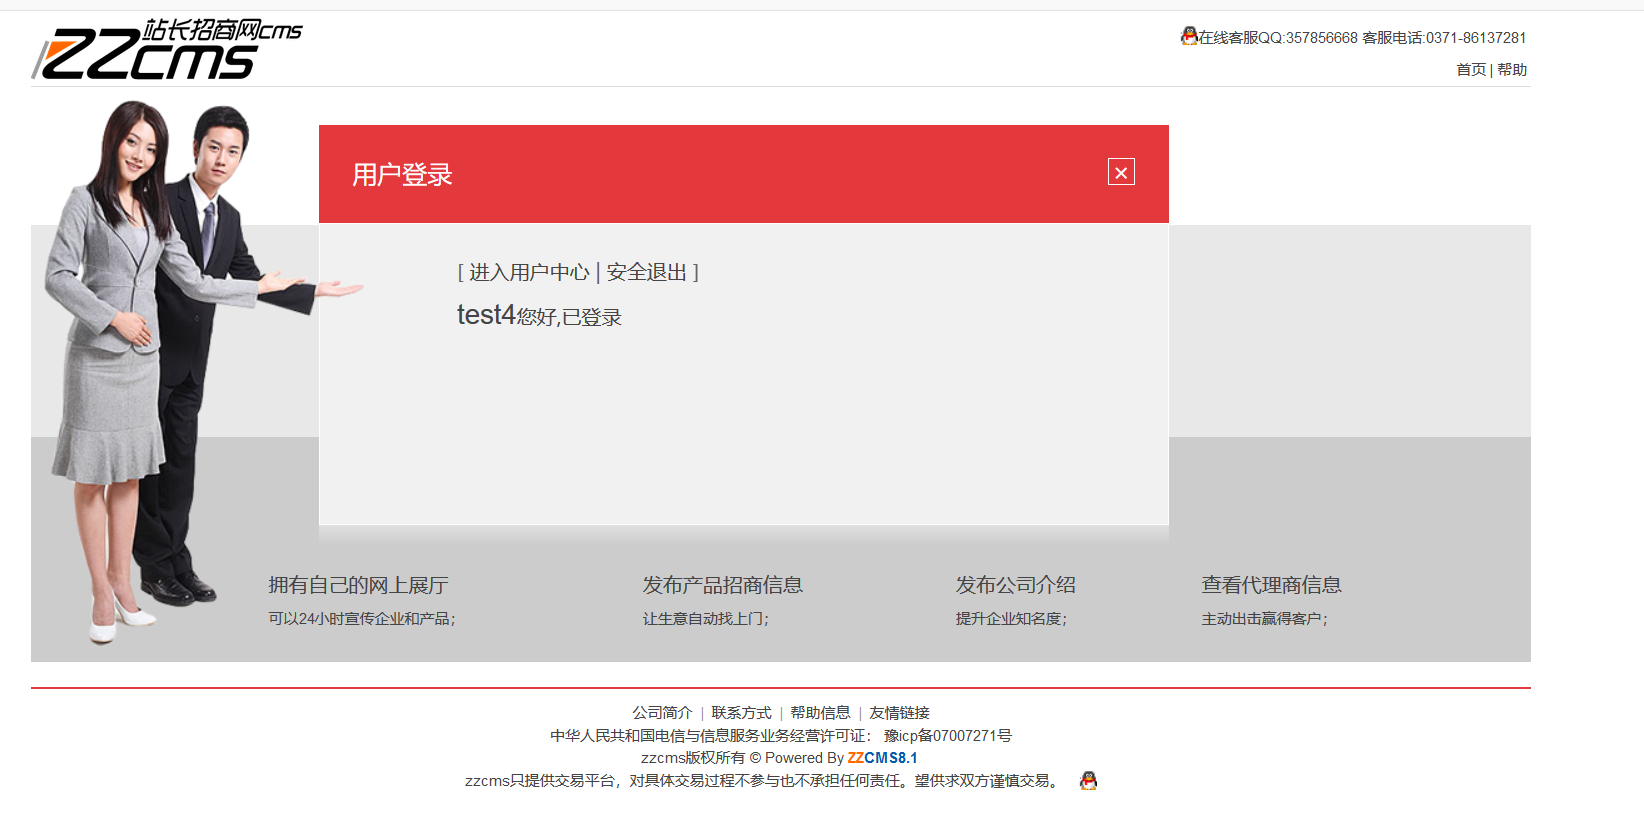 站长招商网cms
ZZcms
在线客服QQ:357856668 客服电话:0371-86137281
首页 | 帮助
用户登录
[ 进入用户中心 | 安全退出 ]
test4您好,已登录
拥有自己的网上展厅
可以24小时宣传企业和产品；
发布产品招商信息
让生意自动找上门；
发布公司介绍
提升企业知名度；
查看代理商信息
主动出击赢得客户；
公司简介 | 联系方式 | 帮助信息 | 友情链接
中华人民共和国电信与信息服务业务经营许可证： 豫icp备07007271号
zzcms版权所有 © Powered By ZZCMS8.1
zzcms只提供交易平台，对具体交易过程不参与也不承担任何责任。望供求双方谨慎交易。